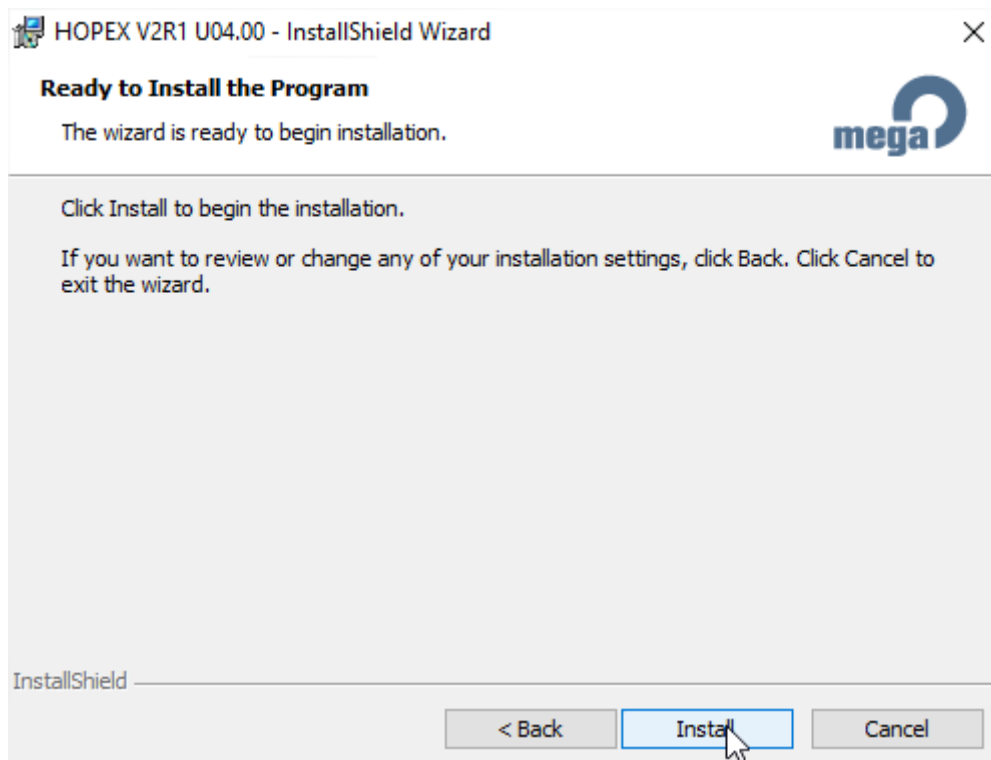 HOPEX V2R1 U04.00 - InstallShield Wizard
Ready to Install the Program
The wizard is ready to begin installation.
mega
Click Install to begin the installation.
If you want to review or change any of your installation settings, click Back. Click Cancel to
exit the wizard.
InstallShield
< Back
Install
Cancel